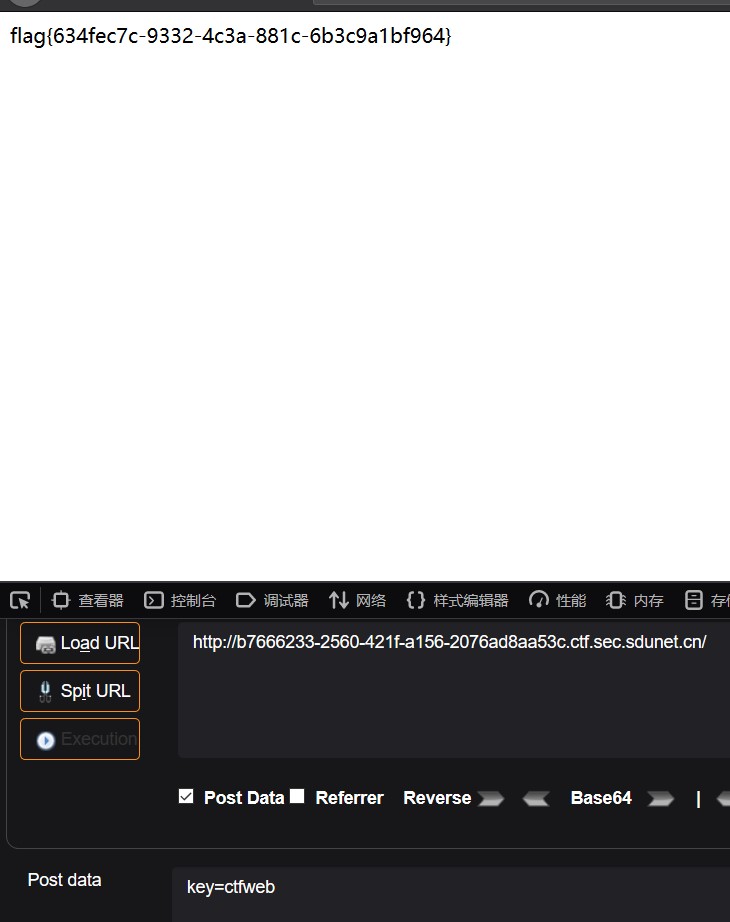 flag{634fec7c-9332-4c3a-881c-6b3c9a1bf964}
查看器 控制台 调试器 网络 样式编辑器 性能 内存 存
Load URL
http://b7666233-2560-421f-a156-2076ad8aa53c.ctf.sec.sdunet.cn/
Spit URL
Execution
Post Data Referrer Reverse Base64 |
Post data
key=ctfweb